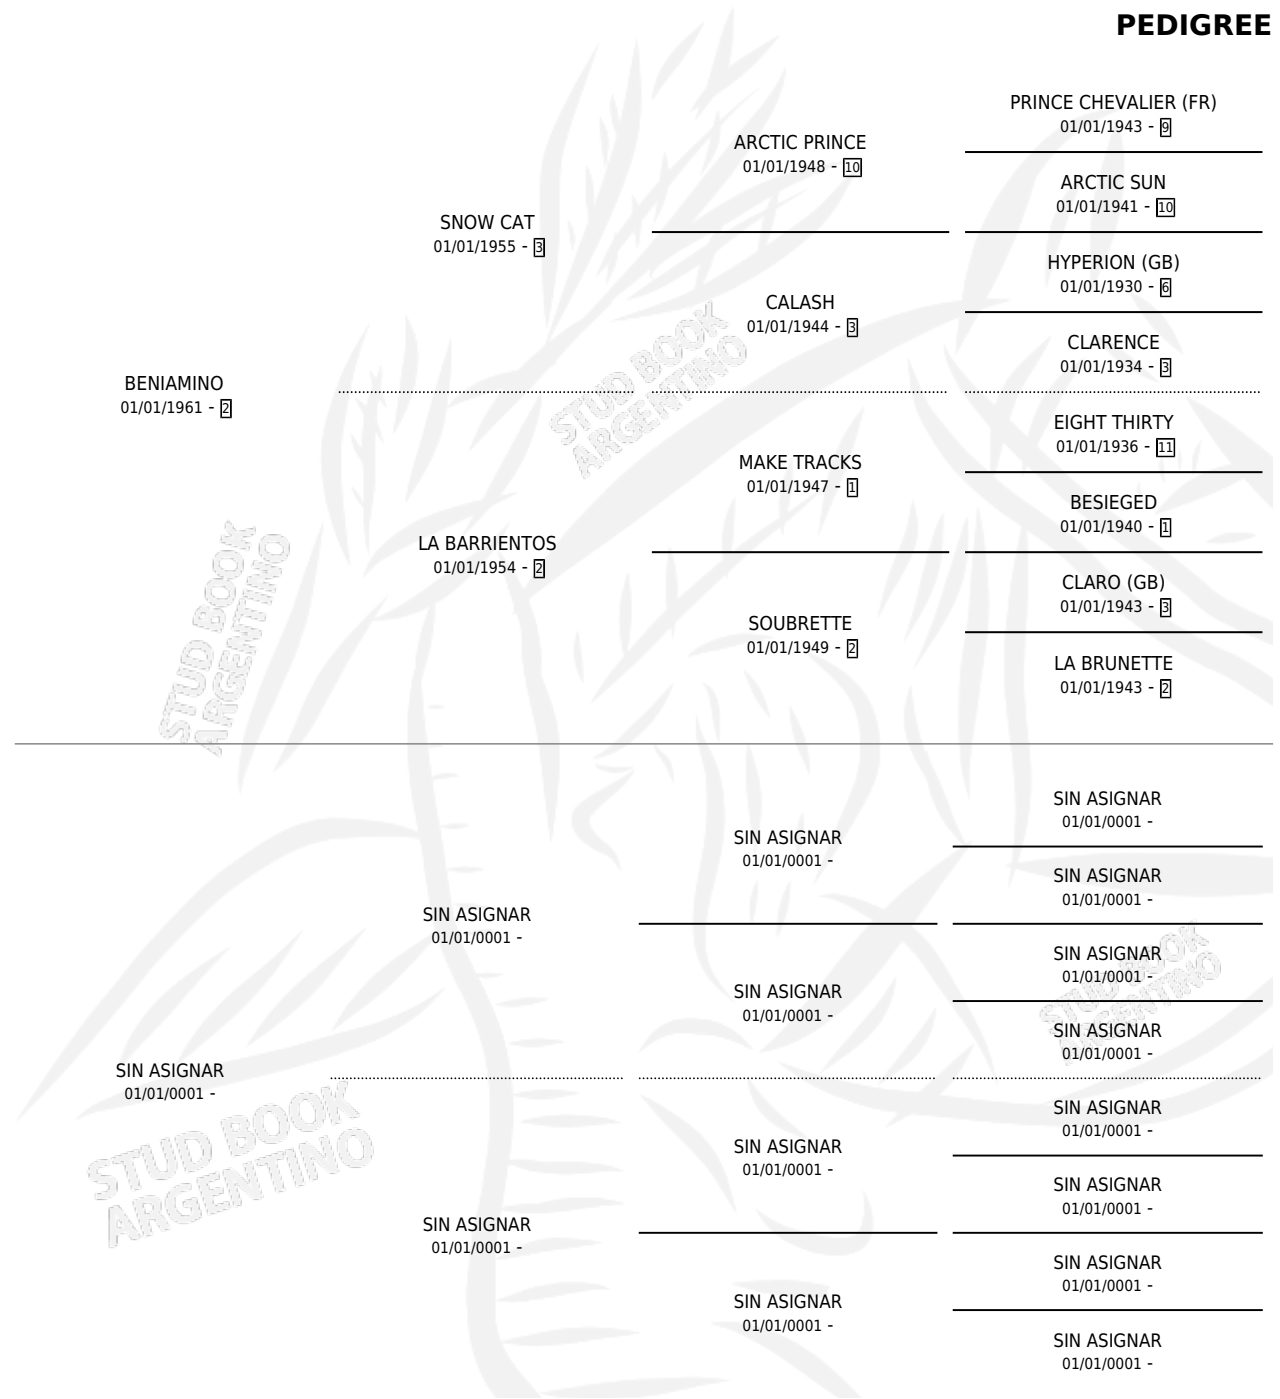 PEDIGREE
PRINCE CHEVALIER (FR)
01/01/1943 - 9
ARCTIC PRINCE
01/01/1948 - 10
ARCTIC SUN
01/01/1941 - 10
SNOW CAT
01/01/1955 - 3
HYPERION (GB)
01/01/1930 - 6
CALASH
01/01/1944 - 3
CLARENCE
01/01/1934 - 3
BENIAMINO
01/01/1961 - 2
EIGHT THIRTY
01/01/1936 - 11
MAKE TRACKS
01/01/1947 - 1
BESIEGED
01/01/1940 - 1
LA BARRIENTOS
01/01/1954 - 2
CLARO (GB)
01/01/1943 - 3
SOUBRETTE
01/01/1949 - 2
LA BRUNETTE
01/01/1943 - 2
STUD BOOK
ARGENTINO
STUD BOOK
ARGENTINO
SIN ASIGNAR
01/01/0001 -
SIN ASIGNAR
01/01/0001 -
SIN ASIGNAR
01/01/0001 -
SIN ASIGNAR
01/01/0001 -
SIN ASIGNAR
01/01/0001 -
SIN ASIGNAR
01/01/0001 -
SIN ASIGNAR
01/01/0001 -
SIN ASIGNAR
01/01/0001 -
SIN ASIGNAR
01/01/0001 -
SIN ASIGNAR
01/01/0001 -
SIN ASIGNAR
01/01/0001 -
SIN ASIGNAR
01/01/0001 -
SIN ASIGNAR
01/01/0001 -
SIN ASIGNAR
01/01/0001 -
SIN ASIGNAR
01/01/0001 -
STUD BOOK
ARGENTINO
STUD BOOK
ARGENTINO